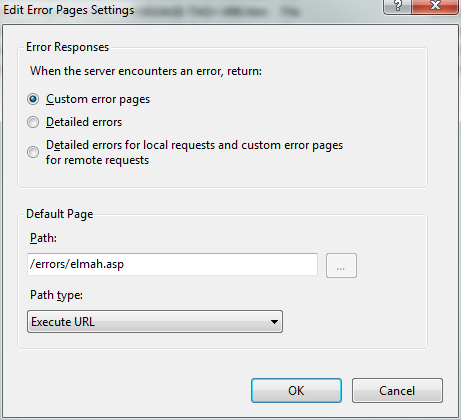 Edit Error Pages Settings
?
Error Responses
When the server encounters an error, return:
Custom error pages
Detailed errors
Detailed errors for local requests and custom error pages
for remote requests
Default Page
Path:
/errors/elmah.asp
...
Path type:
Execute URL
OK
Cancel